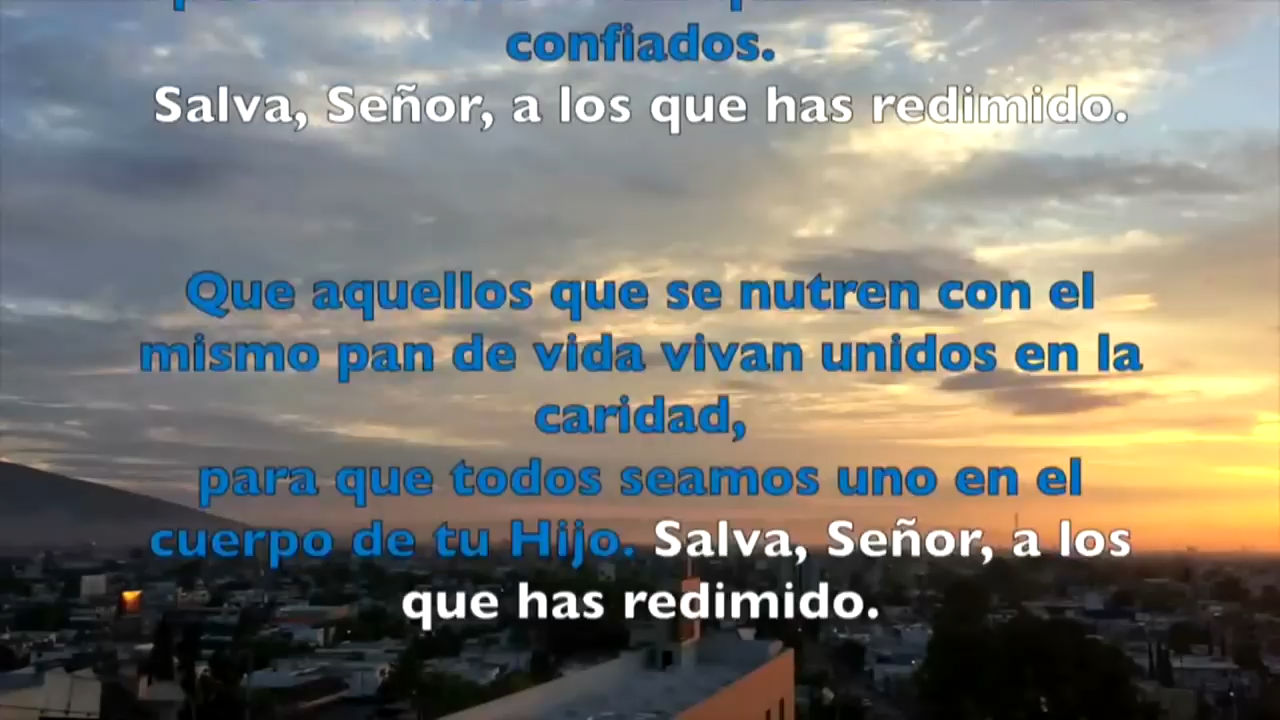 confiados.
Salva, Señor, a los que has redimido.
Que aquellos que se nutren con el
mismo pan de vida vivan unidos en la
caridad,
para que todos seamos uno en el
cuerpo de tu Hijo. Salva, Señor, a los
que has redimido.